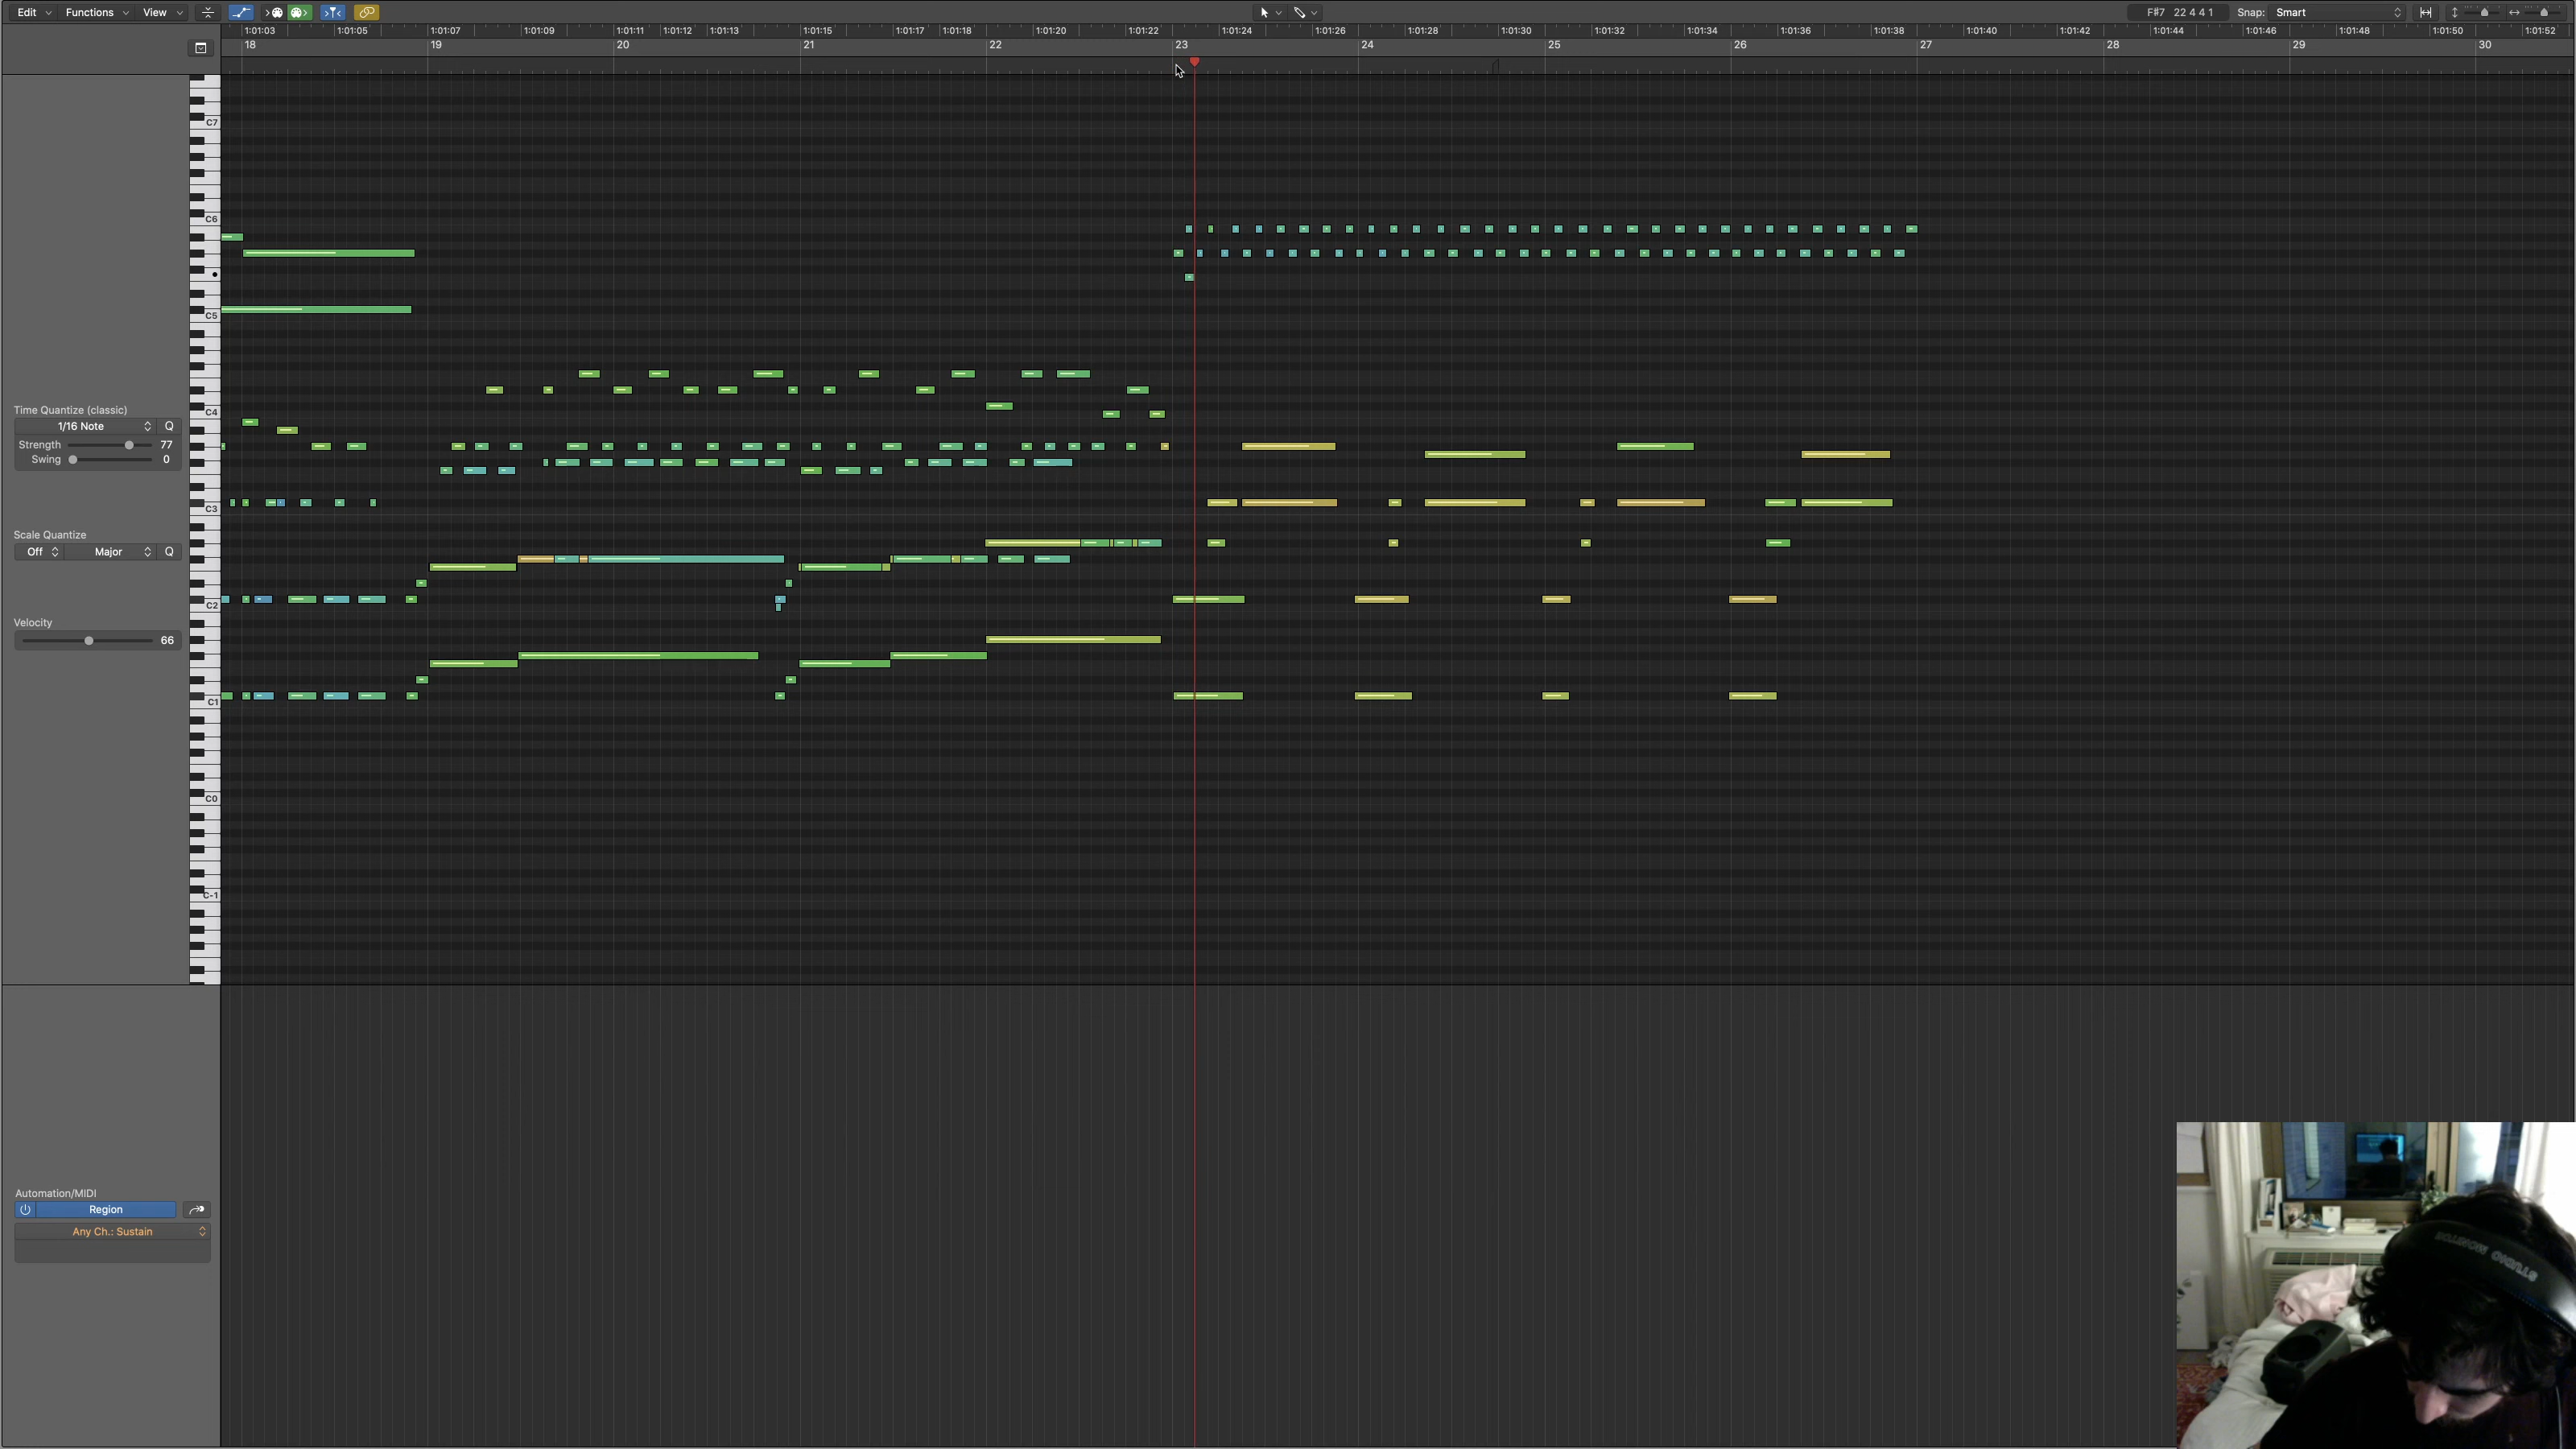 Edit Functions View F#7 22 4 4 1 Snap: Smart
1:01:03 1:01:05 1:01:07 1:01:09 1:01:11 1:01:12 1:01:13 1:01:15 1:01:17 1:01:18 1:01:20 1:01:22 1:01:24 1:01:26 1:01:28 1:01:30 1:01:32 1:01:34 1:01:36 1:01:38 1:01:40 1:01:42 1:01:44 1:01:46 1:01:48 1:01:50 1:01:52
18 19 20 21 22 23 24 25 26 27 28 29 30
C7
C6
C5
Time Quantize (classic)
C4
1/16 Note Q
Strength 77
Swing 0
C3
Scale Quantize
Off Major Q
C2
Velocity
66
C1
C0
C-1
Automation/MIDI
Region
Any Ch.: Sustain
STUDIO MONITOR